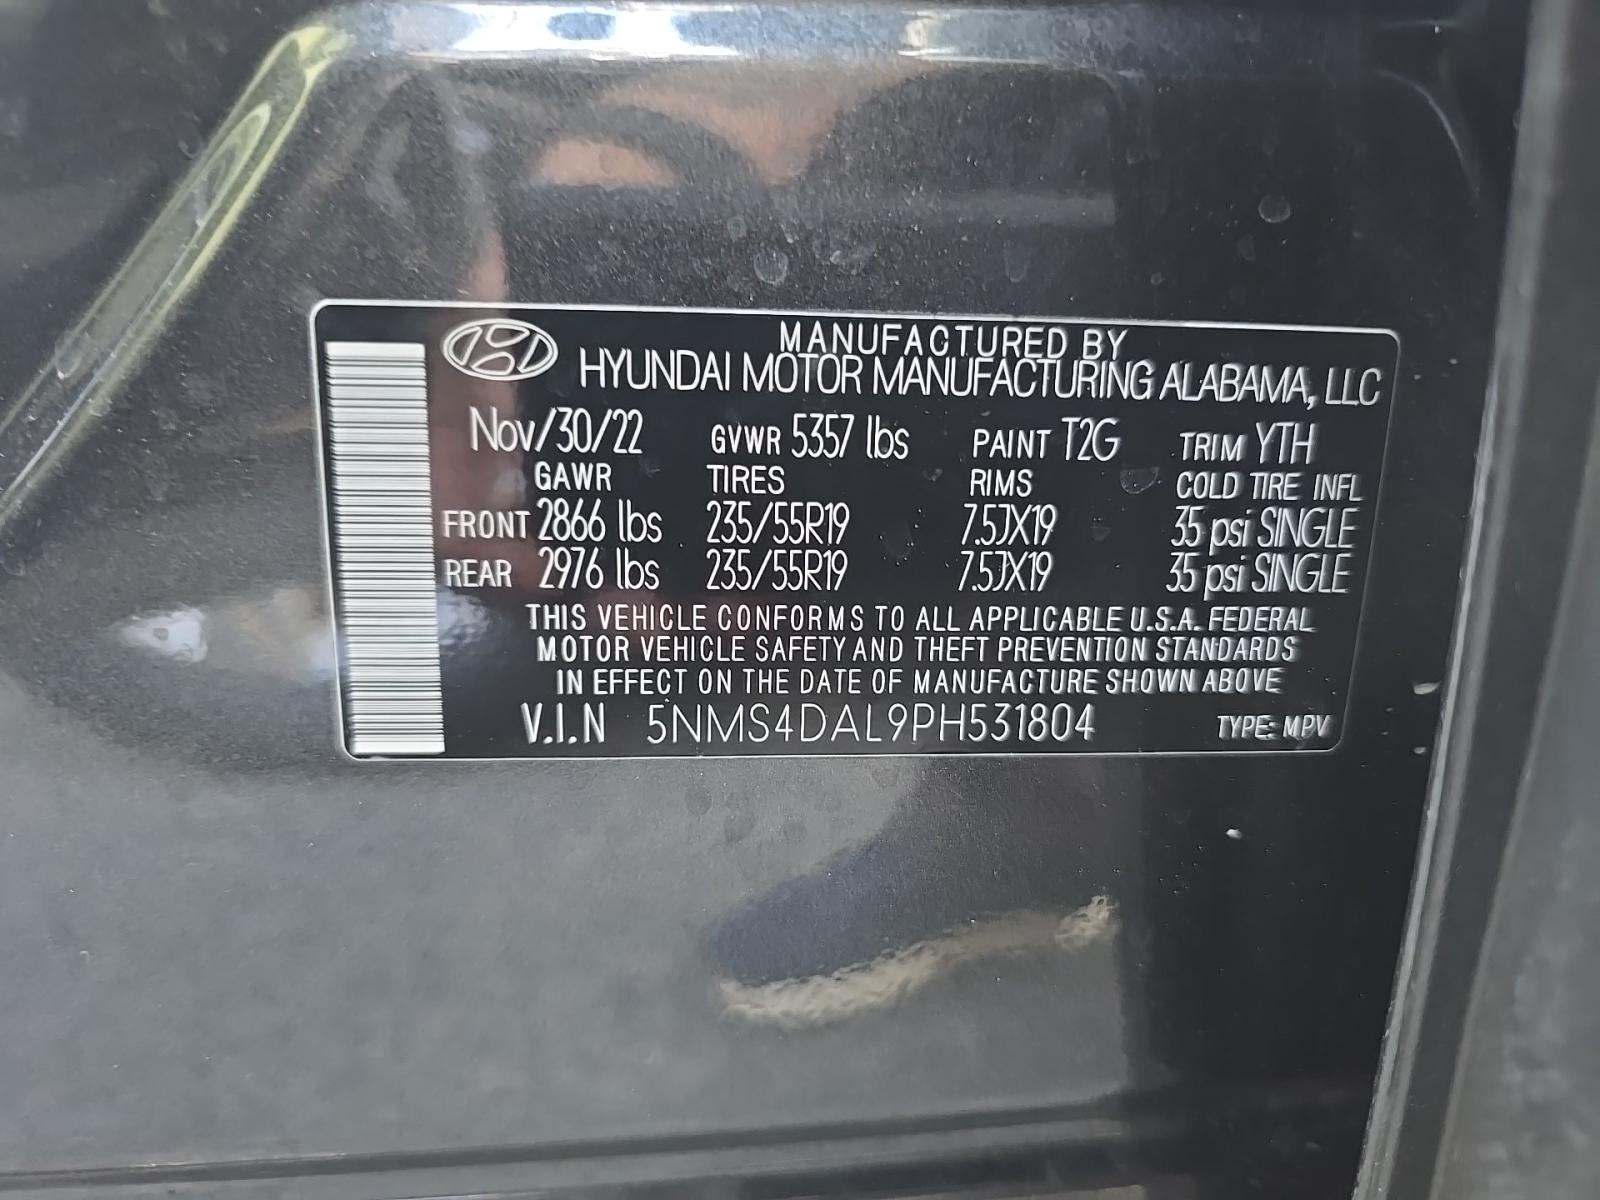 MANUFACTURED BY
HYUNDAI MOTOR MANUFACTURING ALABAMA, LLC
Nov/30/22 GVWR 5357 lbs PAINT T2G TRIM YTH
GAWR TIRES RIMS COLD TIRE INFL
FRONT 2866 lbs 235/55R19 7.5JX19 35 psi SINGLE
REAR 2976 lbs 235/55R19 7.5JX19 35 psi SINGLE
THIS VEHICLE CONFORMS TO ALL APPLICABLE U.S.A. FEDERAL
MOTOR VEHICLE SAFETY AND THEFT PREVENTION STANDARDS
IN EFFECT ON THE DATE OF MANUFACTURE SHOWN ABOVE
V.I.N 5NMS4DAL9PH531804 TYPE: MPV